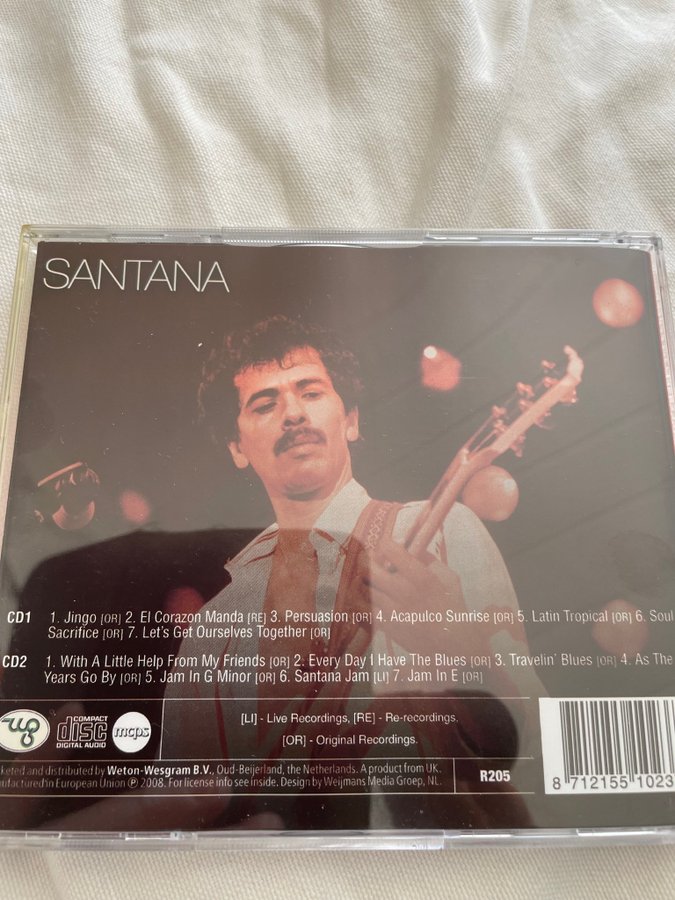 SANTANA
CD1 1. Jingo [OR] 2. El Corazon Manda [RE] 3. Persuasion [OR] 4. Acapulco Sunrise [OR] 5. Latin Tropical [OR] 6. Soul
Sacrifice [OR] 7. Let's Get Ourselves Together [OR]
CD2 1. With A Little Help From My Friends [OR] 2. Every Day I Have The Blues [OR] 3. Travelin' Blues [OR] 4. As The
Years Go By [OR] 5. Jam In G Minor [OR] 6. Santana Jam [LI] 7. Jam In E [OR]
wg
COMPACT
disc
DIGITAL AUDIO
mcps
[LI] - Live Recordings, [RE] - Re-recordings,
[OR] - Original Recordings.
keted and distributed by Weton-Wesgram B.V., Oud-Beijerland, the Netherlands. A product from UK.
nufactured in European Union ℗ 2008. For license info see inside. Design by Weijmans Media Groep, NL.
R205
8 712155 1023